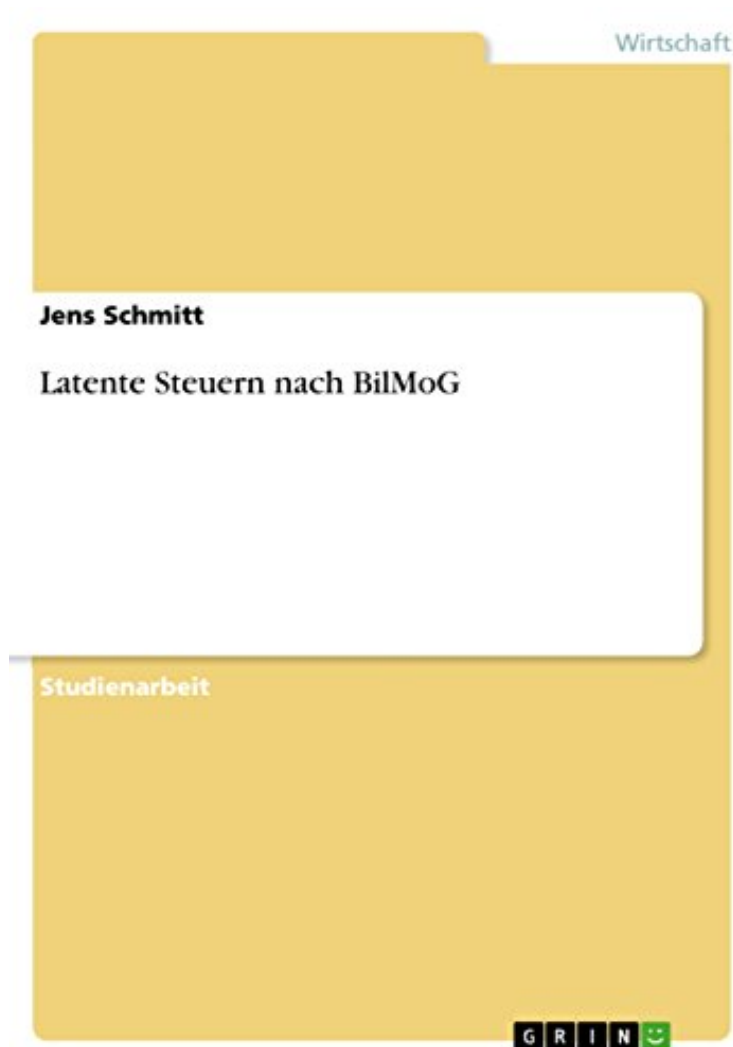 Wirtschaft
Jens Schmitt
Latente Steuern nach BilMoG
Studienarbeit
GRIN